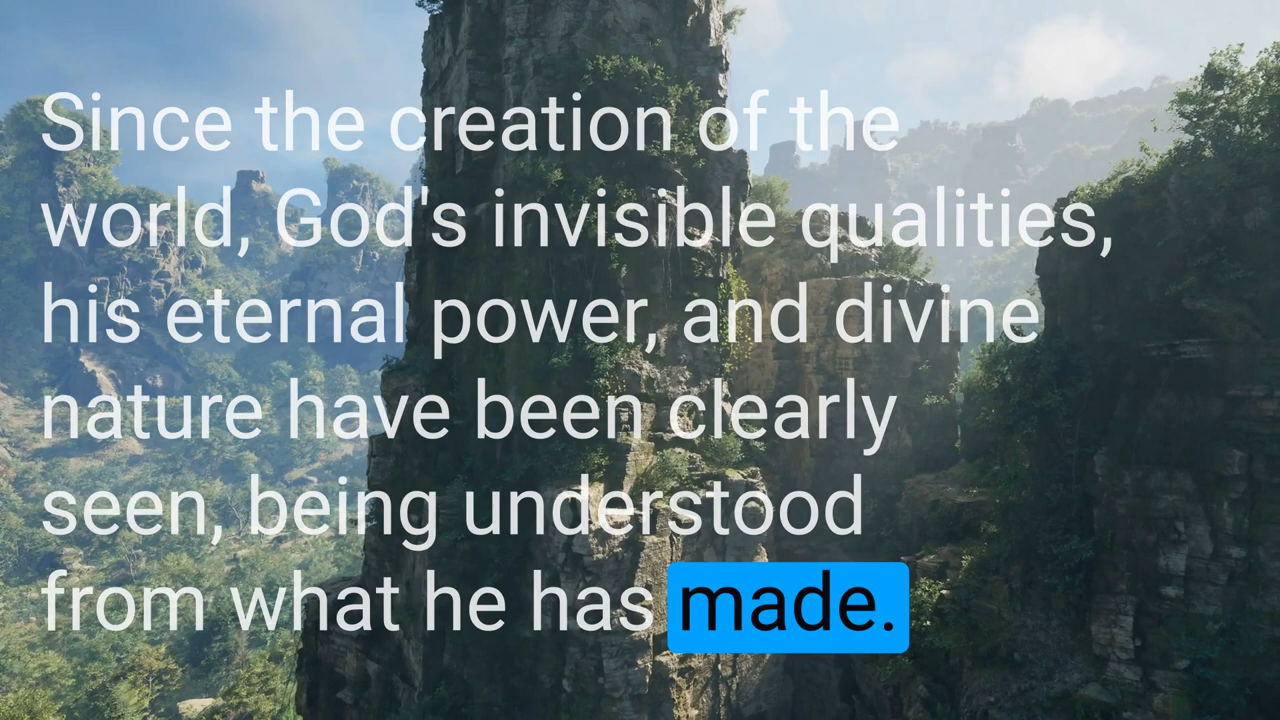 Since the creation of the
world, God's invisible qualities,
his eternal power, and divine
nature have been clearly
seen, being understood
from what he has made.